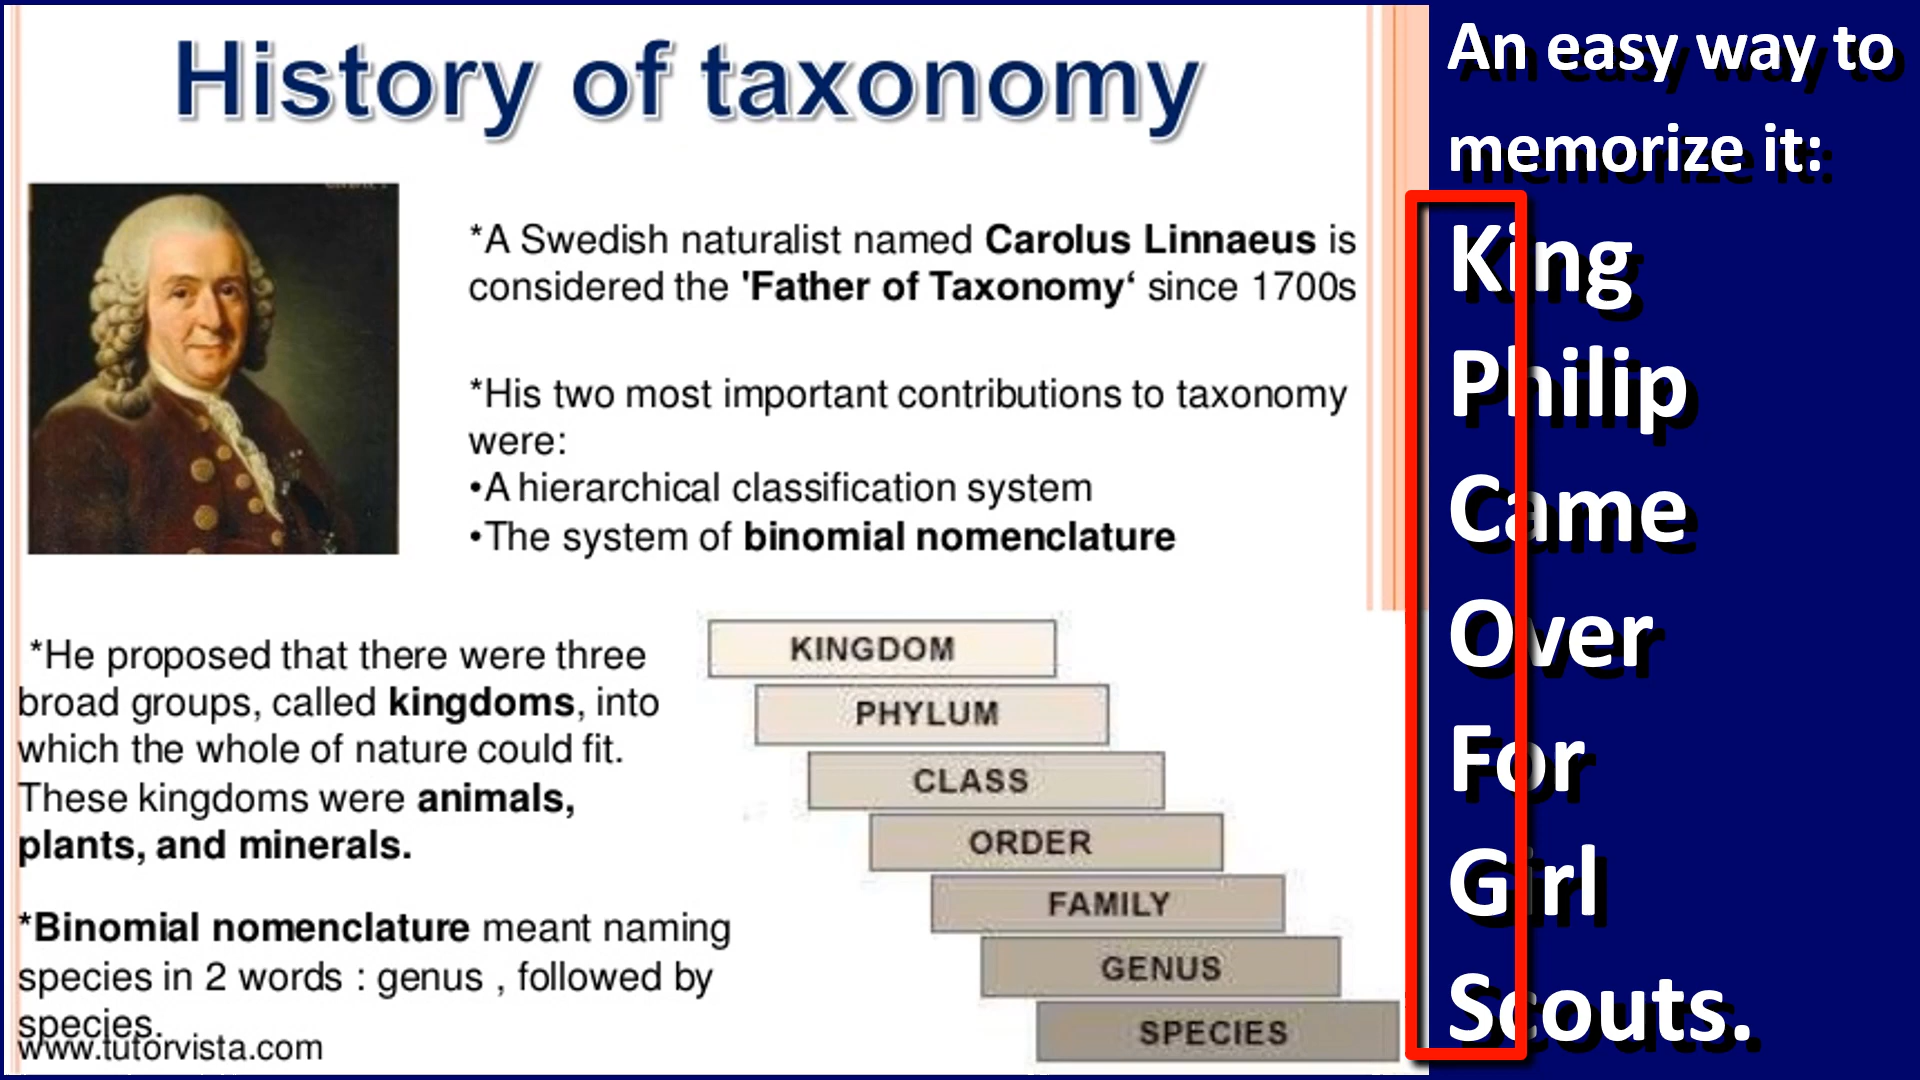 History of taxonomy
*A Swedish naturalist named Carolus Linnaeus is
considered the 'Father of Taxonomy‘ since 1700s
*His two most important contributions to taxonomy
were:
•A hierarchical classification system
•The system of binomial nomenclature
*He proposed that there were three
broad groups, called kingdoms, into
which the whole of nature could fit.
These kingdoms were animals,
plants, and minerals.
*Binomial nomenclature meant naming
species in 2 words : genus , followed by
species.
www.tutorvista.com
KINGDOM
PHYLUM
CLASS
ORDER
FAMILY
GENUS
SPECIES
An easy way to
memorize it:
King
Philip
Came
Over
For
Girl
Scouts.